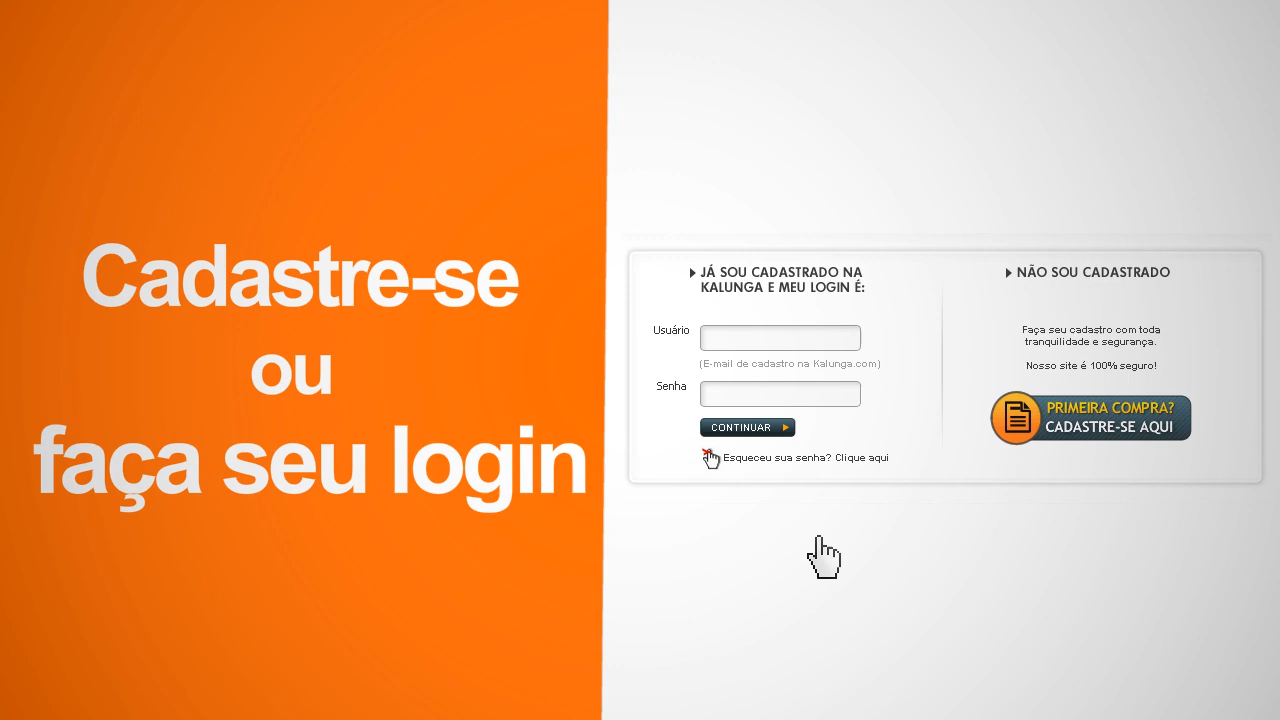 Cadastre-se
ou
faça seu login
JÁ SOU CADASTRADO NA
KALUNGA E MEU LOGIN É:
Usuário
(E-mail de cadastro na Kalunga.com)
Senha
CONTINUAR
Esqueceu sua senha? Clique aqui
NÃO SOU CADASTRADO
Faça seu cadastro com toda
tranquilidade e segurança.
Nosso site é 100% seguro!
PRIMEIRA COMPRA?
CADASTRE-SE AQUI